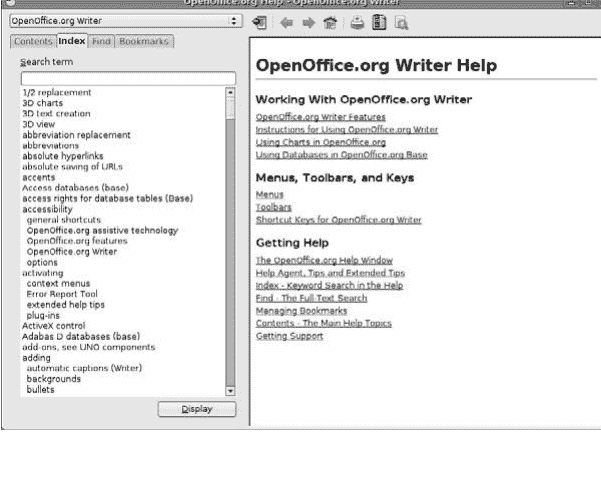 OpenOffice.org Help - OpenOffice.org Writer
OpenOffice.org Writer
Contents Index Find Bookmarks
Search term
1/2 replacement
3D charts
3D text creation
3D view
abbreviation replacement
abbreviations
absolute hyperlinks
absolute saving of URLs
accents
Access databases (base)
access rights for database tables (Base)
accessibility
general shortcuts
OpenOffice.org assistive technology
OpenOffice.org features
OpenOffice.org Writer
options
activating
context menus
Error Report Tool
extended help tips
plug-ins
ActiveX control
Adabas D databases (base)
add-ons, see UNO components
adding
automatic captions (Writer)
backgrounds
bullets
Display
OpenOffice.org Writer Help
Working With OpenOffice.org Writer
OpenOffice.org Writer Features
Instructions for Using OpenOffice.org Writer
Using Charts in OpenOffice.org
Using Databases in OpenOffice.org Base
Menus, Toolbars, and Keys
Menus
Toolbars
Shortcut Keys for OpenOffice.org Writer
Getting Help
The OpenOffice.org Help Window
Help Agent, Tips and Extended Tips
Index - Keyword Search in the Help
Find - The Full-Text Search
Managing Bookmarks
Contents - The Main Help Topics
Getting Support